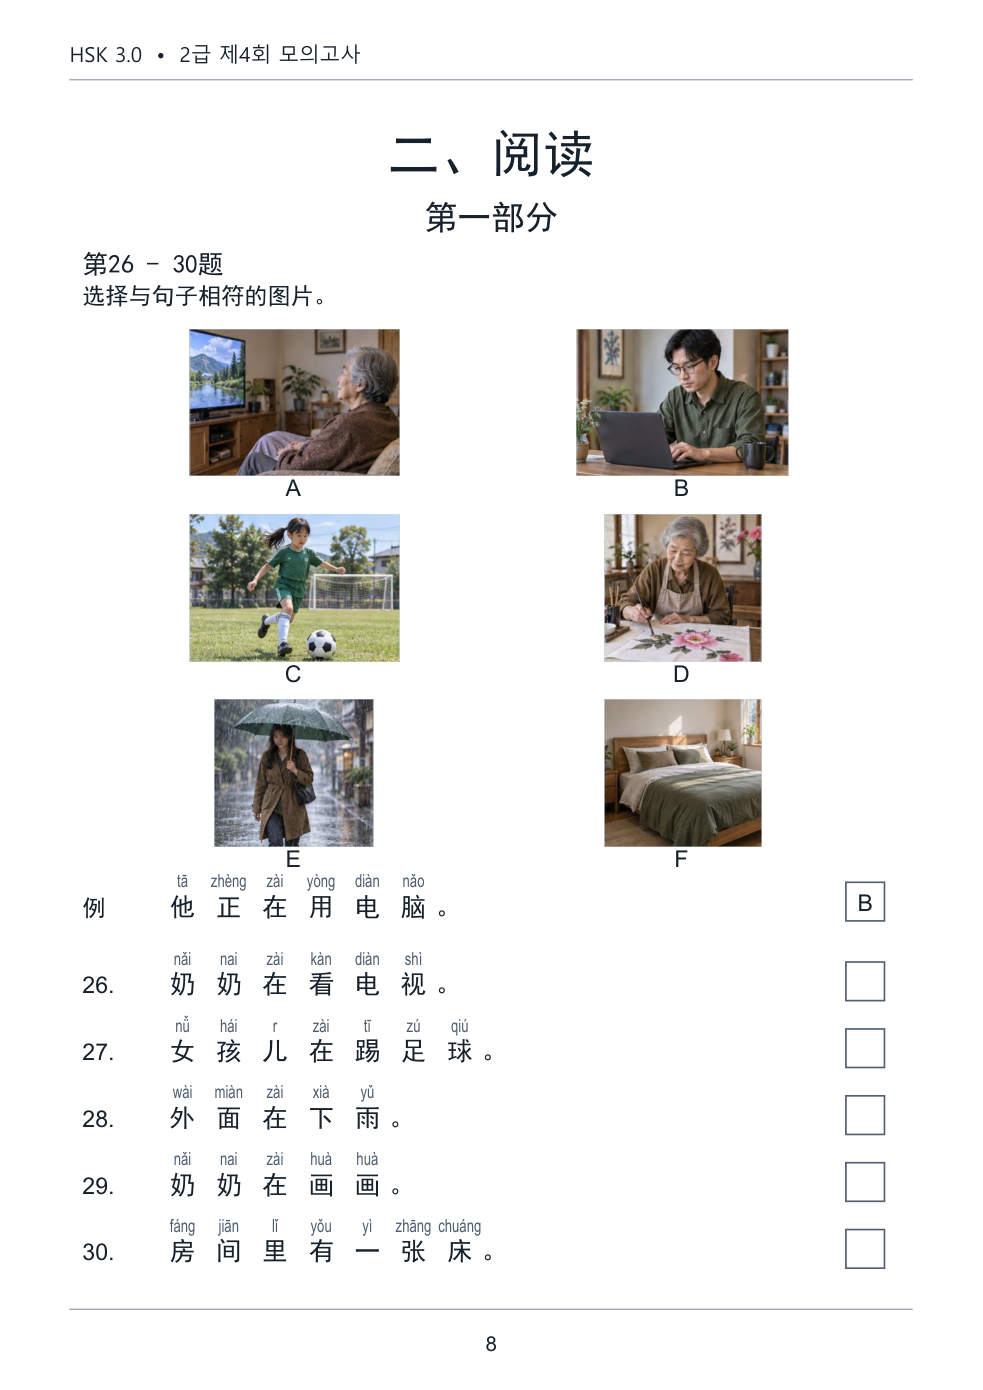 HSK 3.0 • 2급 제4회 모의고사
二、阅读
第一部分
第26 － 30题
选择与句子相符的图片。
A
B
C
D
E
F
tā zhèng zài yòng diàn nǎo
例 他 正 在 用 电 脑 。 B
nǎi nai zài kàn diàn shì
26. 奶 奶 在 看 电 视 。
nǚ hái r zài tī zú qiú
27. 女 孩 儿 在 踢 足 球 。
wài miàn zài xià yǔ
28. 外 面 在 下 雨 。
nǎi nai zài huà huà
29. 奶 奶 在 画 画 。
fáng jiān lǐ yǒu yì zhāng chuáng
30. 房 间 里 有 一 张 床 。
8